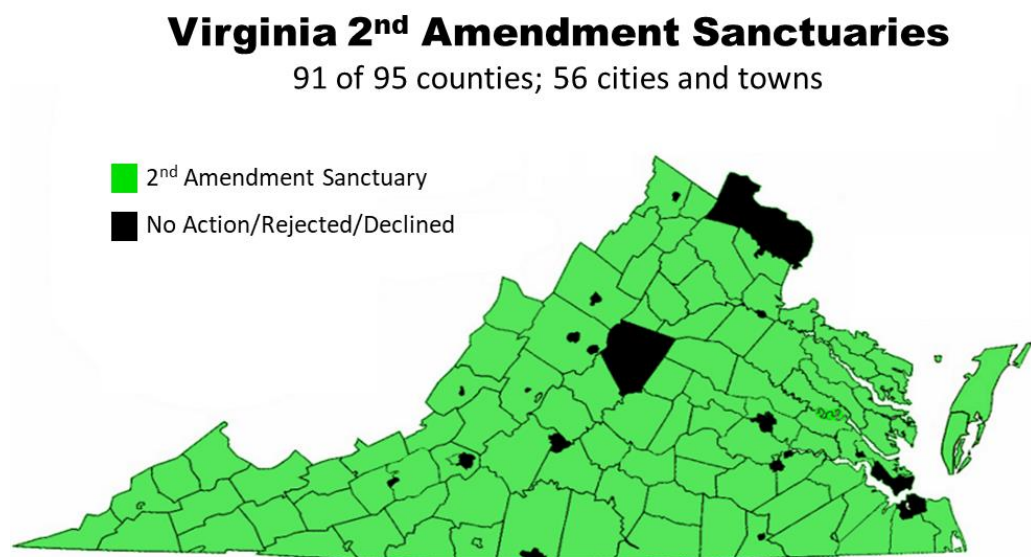 Virginia 2nd Amendment Sanctuaries
91 of 95 counties; 56 cities and towns
2nd Amendment Sanctuary
No Action/Rejected/Declined